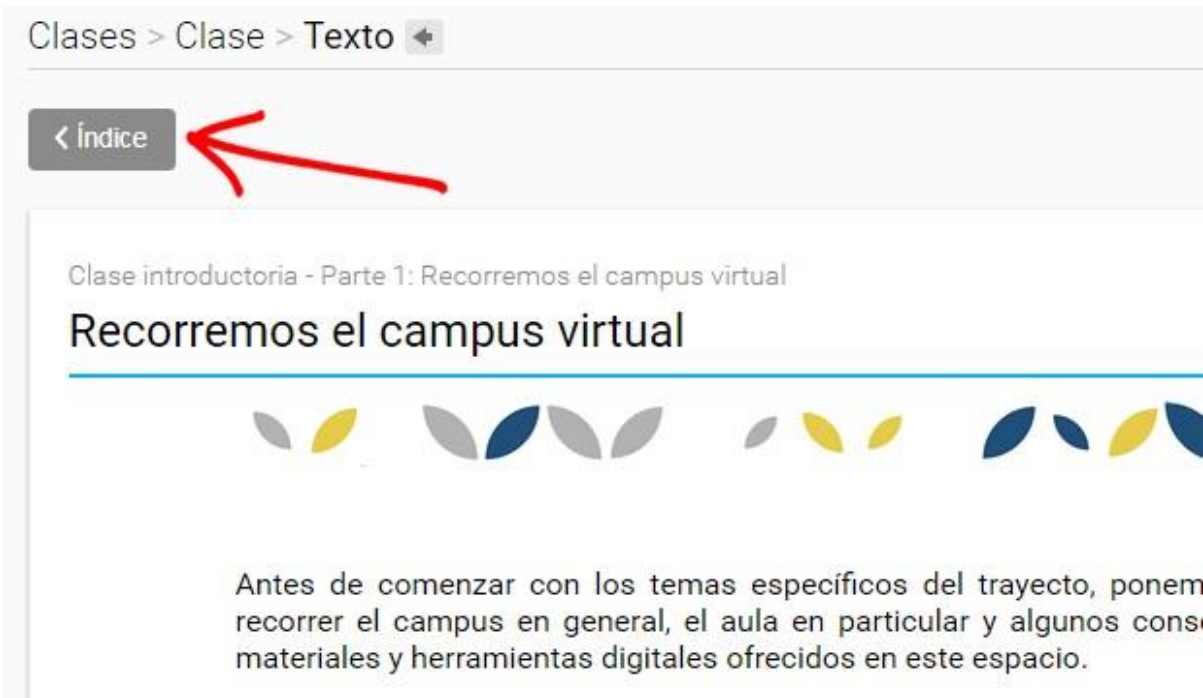 Clases > Clase > Texto
< Índice
Clase introductoria - Parte 1: Recorremos el campus virtual
Recorremos el campus virtual
Antes de comenzar con los temas específicos del trayecto,
recorrer el campus en general, el aula en particular y algunos
materiales y herramientas digitales ofrecidos en este espacio.